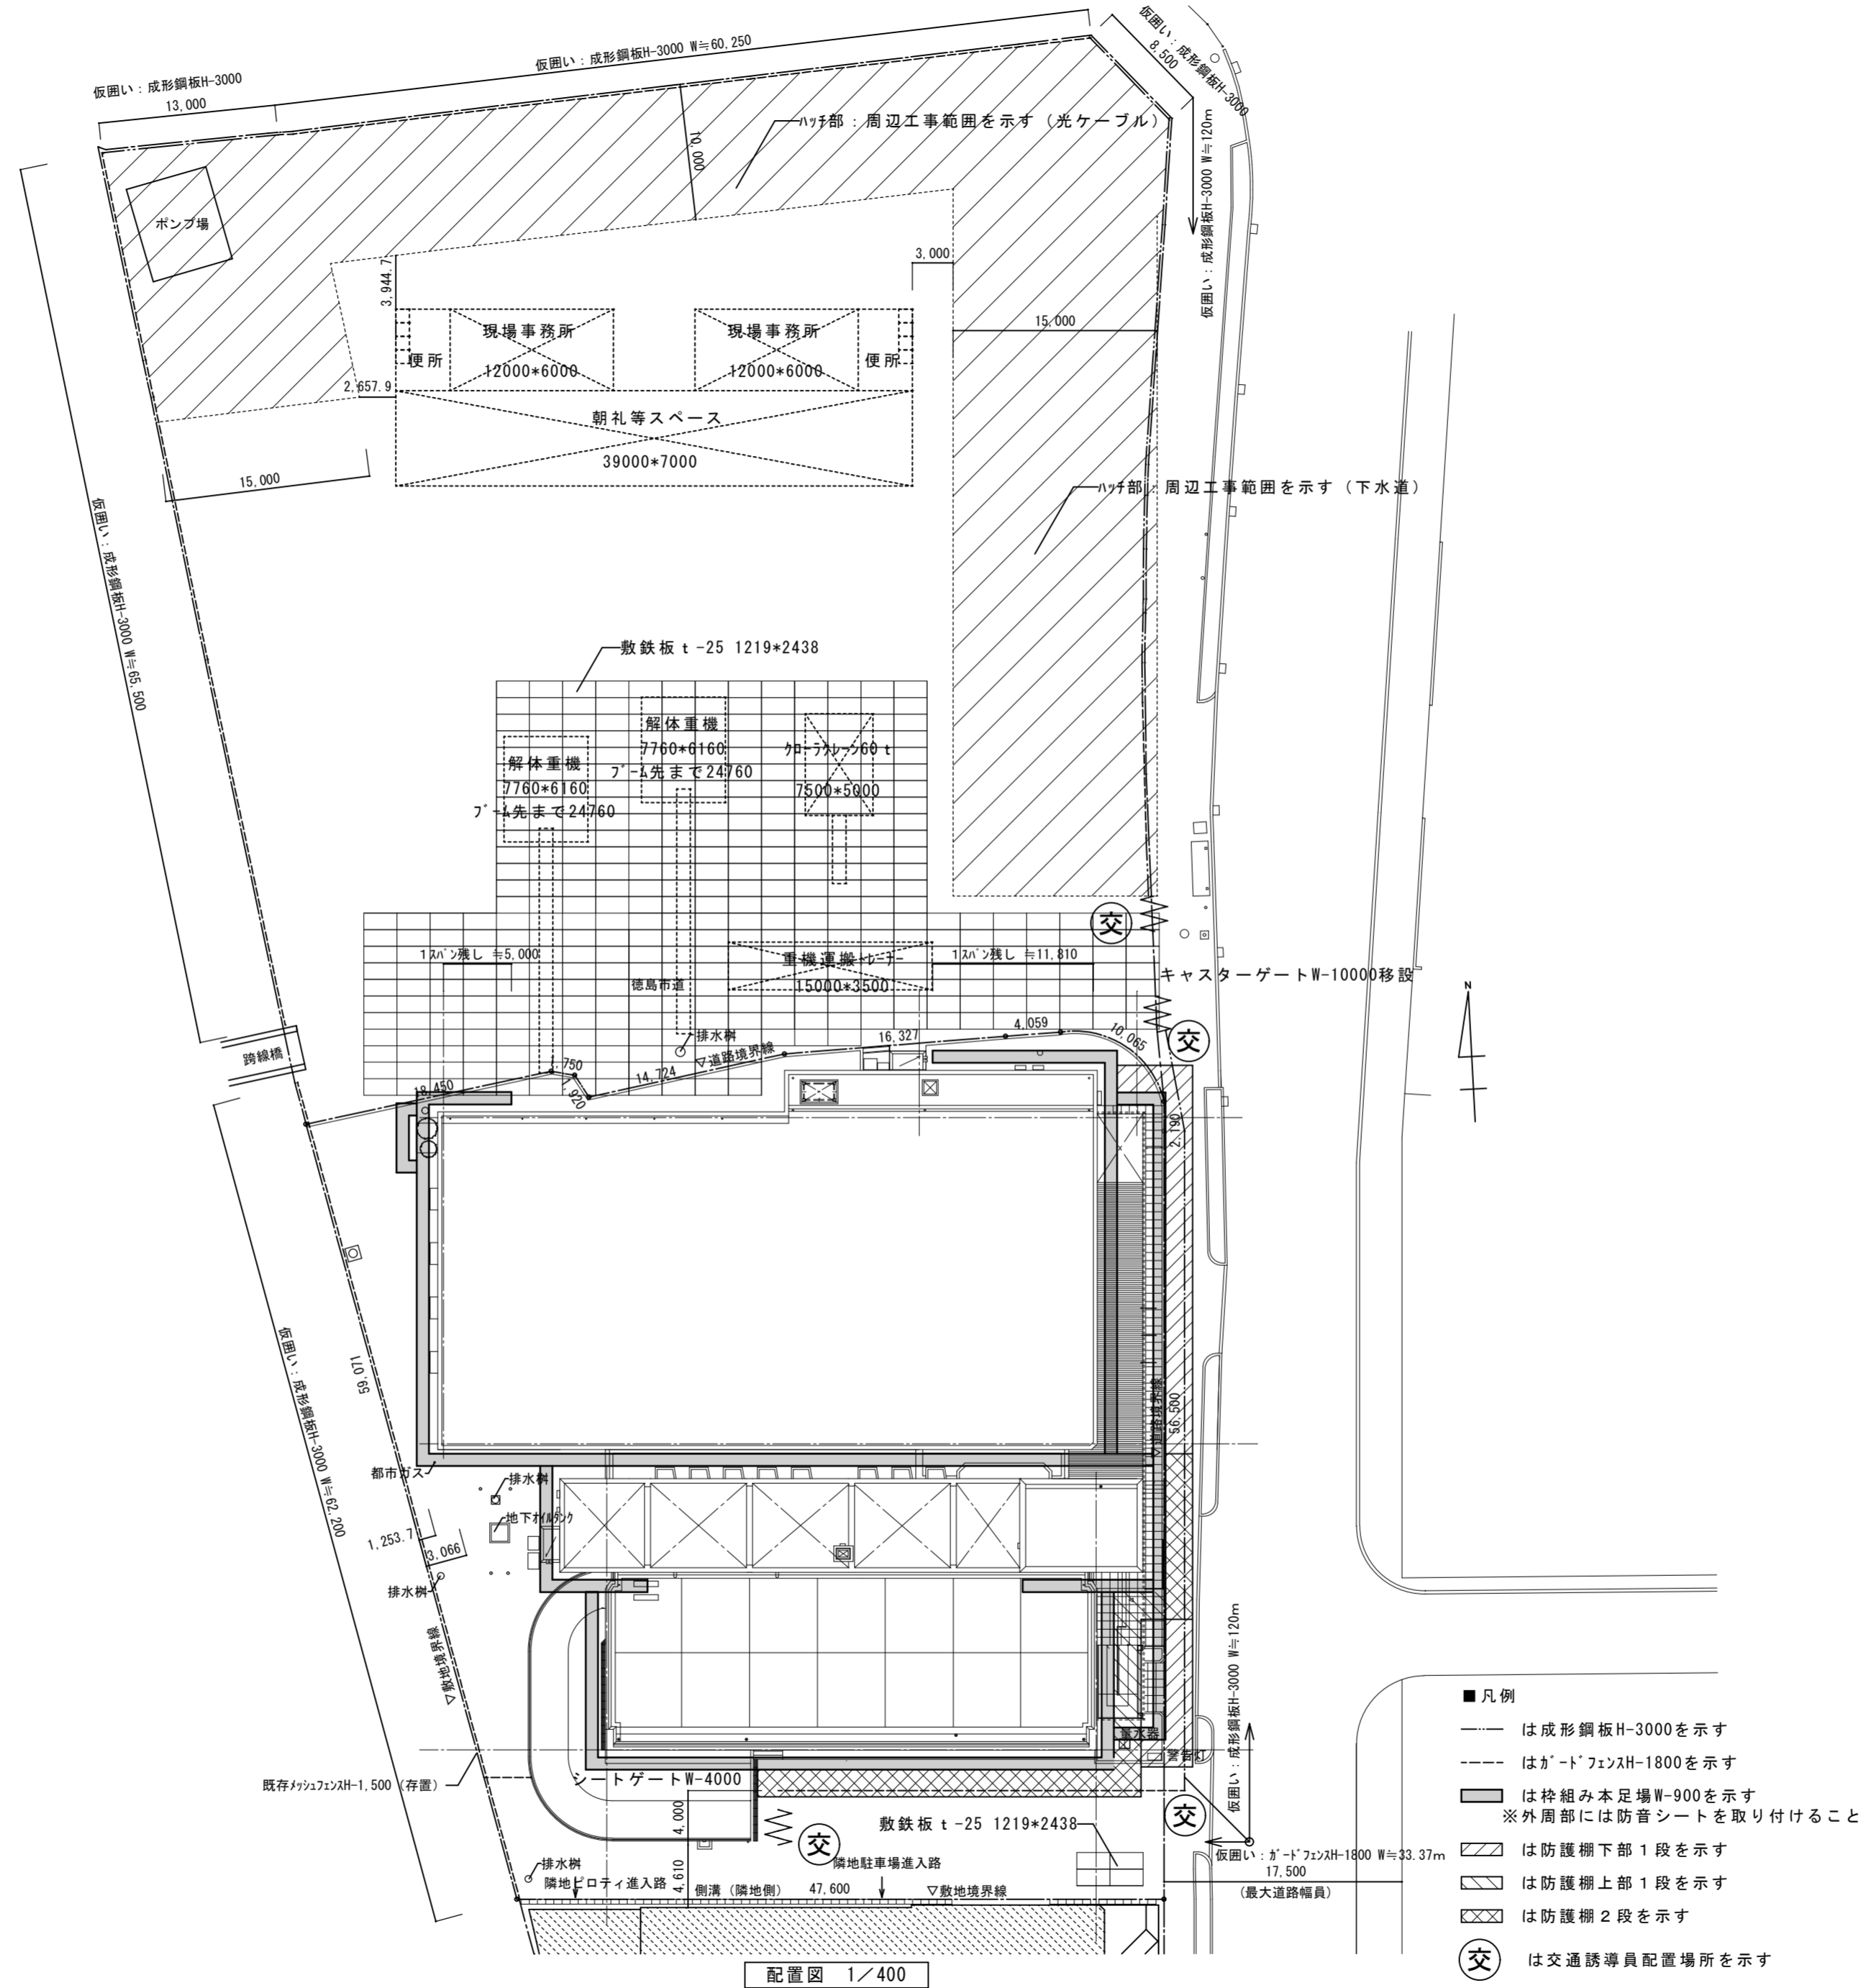 仮囲い：成形鋼板H-3000
13,000
仮囲い：成形鋼板H-3000 W≒60,250
仮囲い：成形鋼板H-3000
8,500
仮囲い：成形鋼板H-3000 W≒120m
ハッチ部：周辺工事範囲を示す（光ケーブル）
10,000
ポンプ場
3,944.7
3,000
15,000
現場事務所
12000*6000
便所
現場事務所
12000*6000
便所
2,657.9
朝礼等スペース
39000*7000
15,000
ハッチ部：周辺工事範囲を示す（下水道）
仮囲い：成形鋼板H-3000 W≒65,500
敷鉄板ｔ-25 1219*2438
解体重機
7760*6160
ブーム先まで24760
解体重機
7760*6160
ブーム先まで24760
クローラクレーン60ｔ
7500*5000
交
1スパン残し ≒5,000
徳島市道
重機運搬トレーラー
15000*3500
1スパン残し ≒11,810
キャスターゲートW-10000移設
N
跨線橋
排水桝
▽道路境界線
16,327
4,059
10,065
交
18,450
1,750
1,920
14,724
2,190
59,071
仮囲い：成形鋼板H-3000 W≒62,200
▽道路境界線
56,500
都市ガス
排水桝
地下オイルタンク
1,253.7
3,066
排水桝
▽敷地境界線
仮囲い：成形鋼板H-3000 W≒120m
量水器
警告灯
既存メッシュフェンスH-1,500（存置）
シートゲートW-4000
4,000
交
交
敷鉄板ｔ-25 1219*2438
仮囲い：ガードフェンスH-1800 W≒33.37m
17,500
（最大道路幅員）
排水桝
隣地ピロティ進入路
4,610
隣地駐車場進入路
側溝（隣地側）
47,600
▽敷地境界線
■凡例
は成形鋼板H-3000を示す
はガードフェンスH-1800を示す
は枠組み本足場W-900を示す
※外周部には防音シートを取り付けること
は防護棚下部１段を示す
は防護棚上部１段を示す
は防護棚２段を示す
交 は交通誘導員配置場所を示す
配置図 1／400